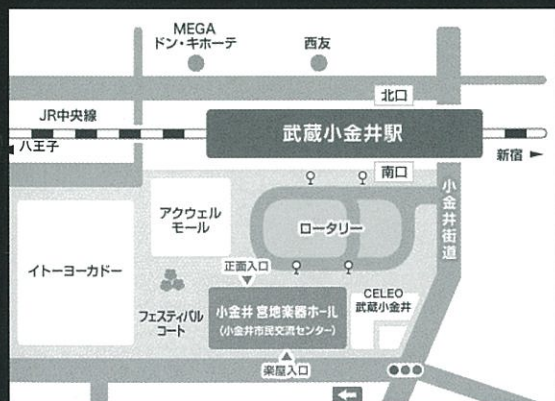 MEGA
ドン・キホーテ
西友
北口
JR中央線
武蔵小金井駅
八王子
新宿
南口
小金井街道
アクウェル
モール
ロータリー
イトーヨーカドー
正面入口
フェスティバル
コート
小金井 宮地楽器ホール
(小金井市民交流センター)
CELEO
武蔵小金井
楽屋入口